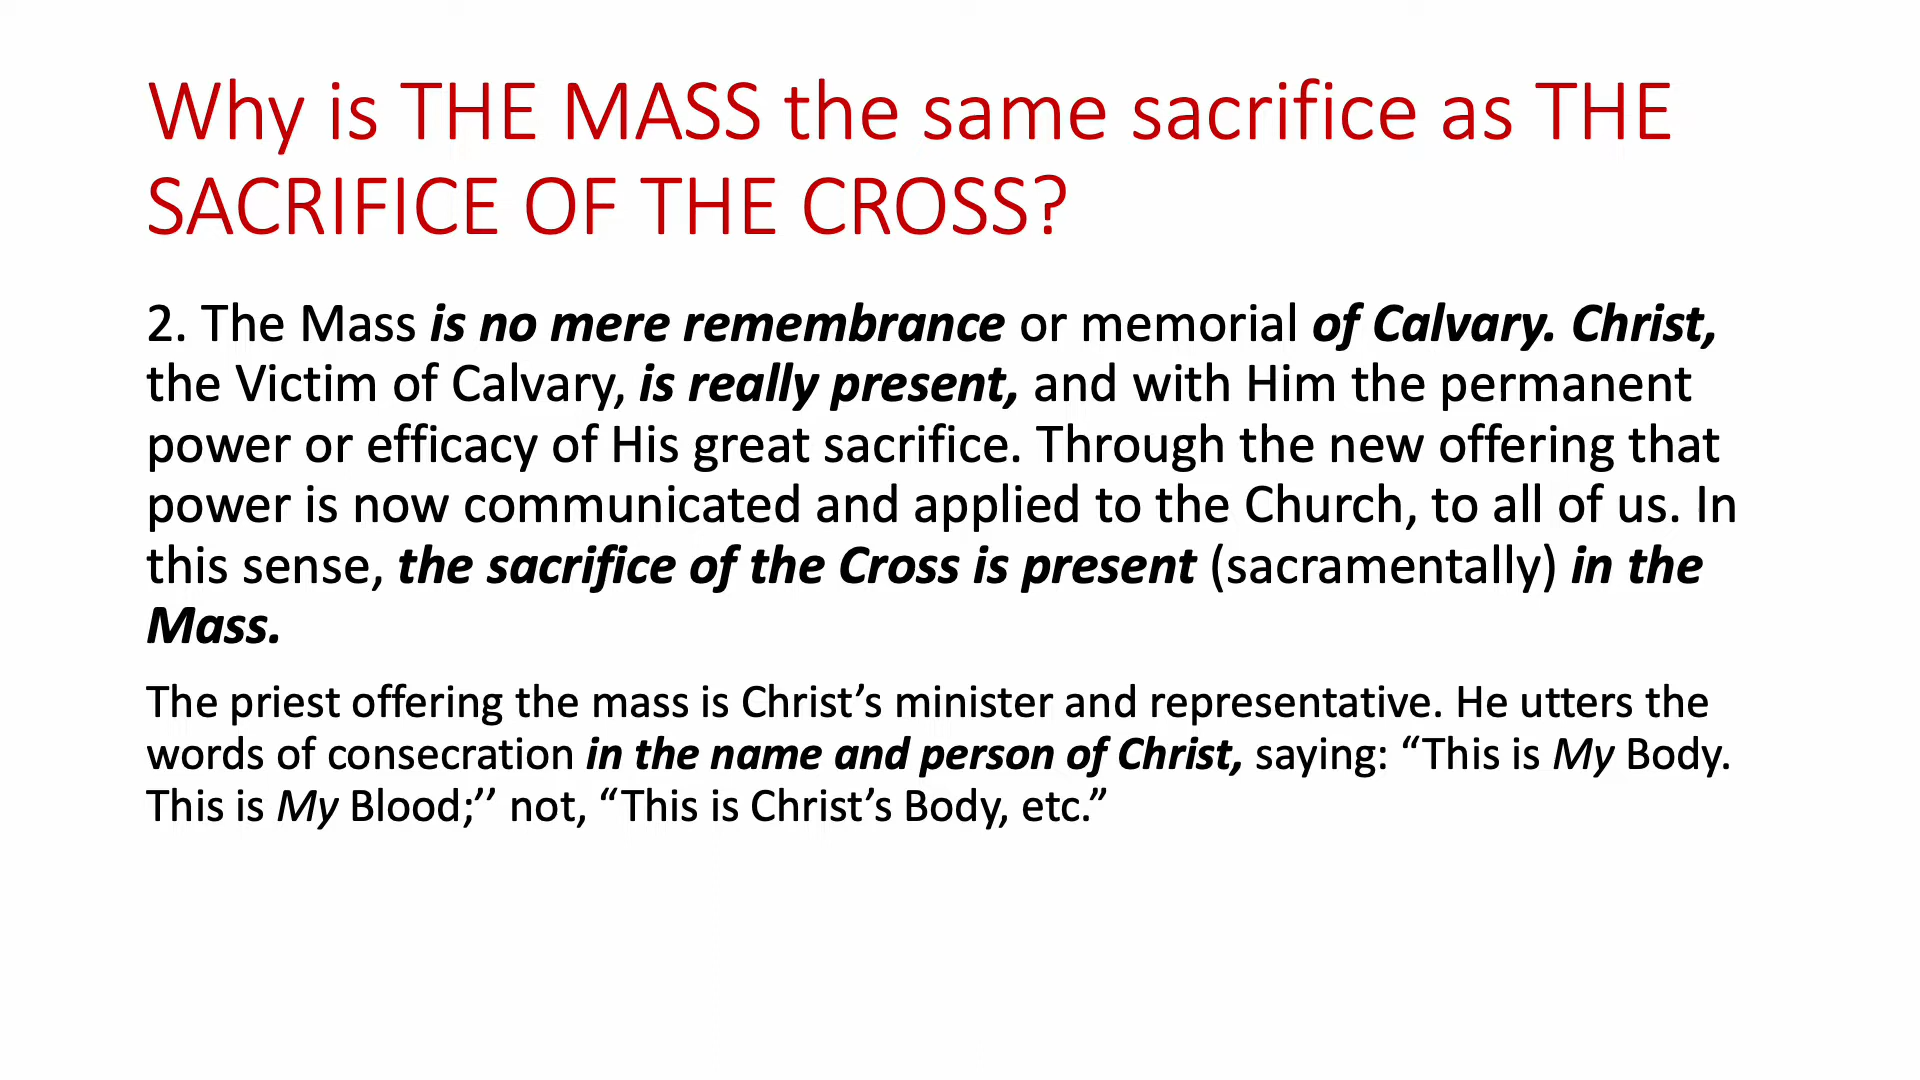 Why is THE MASS the same sacrifice as THE
SACRIFICE OF THE CROSS?
2. The Mass is no mere remembrance or memorial of Calvary. Christ,
the Victim of Calvary, is really present, and with Him the permanent
power or efficacy of His great sacrifice. Through the new offering that
power is now communicated and applied to the Church, to all of us. In
this sense, the sacrifice of the Cross is present (sacramentally) in the
Mass.
The priest offering the mass is Christ’s minister and representative. He utters the
words of consecration in the name and person of Christ, saying: “This is My Body.
This is My Blood;’’ not, “This is Christ’s Body, etc.”